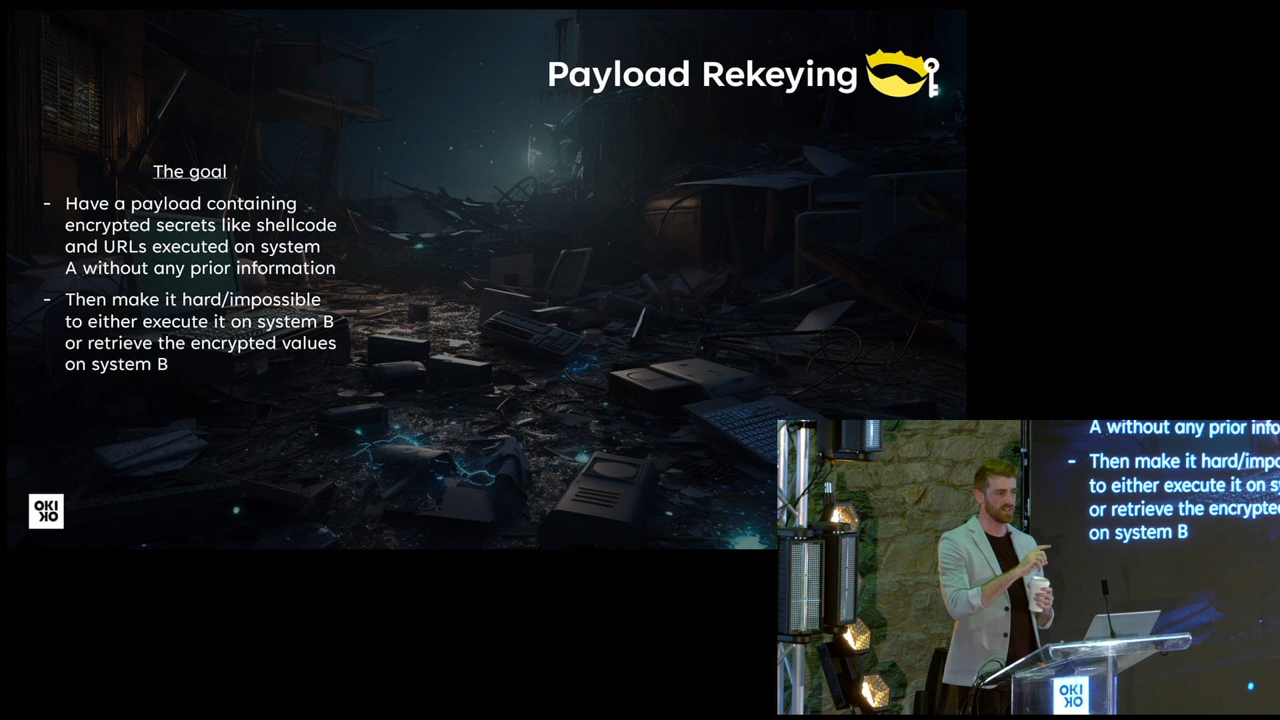 Payload Rekeying
The goal
- Have a payload containing
encrypted secrets like shellcode
and URLs executed on system
A without any prior information
- Then make it hard/impossible
to either execute it on system B
or retrieve the encrypted values
on system B
OKI
OKO
A without any prior info
- Then make it hard/impo
to either execute it on s
or retrieve the encrypte
on system B
OKI
OKO